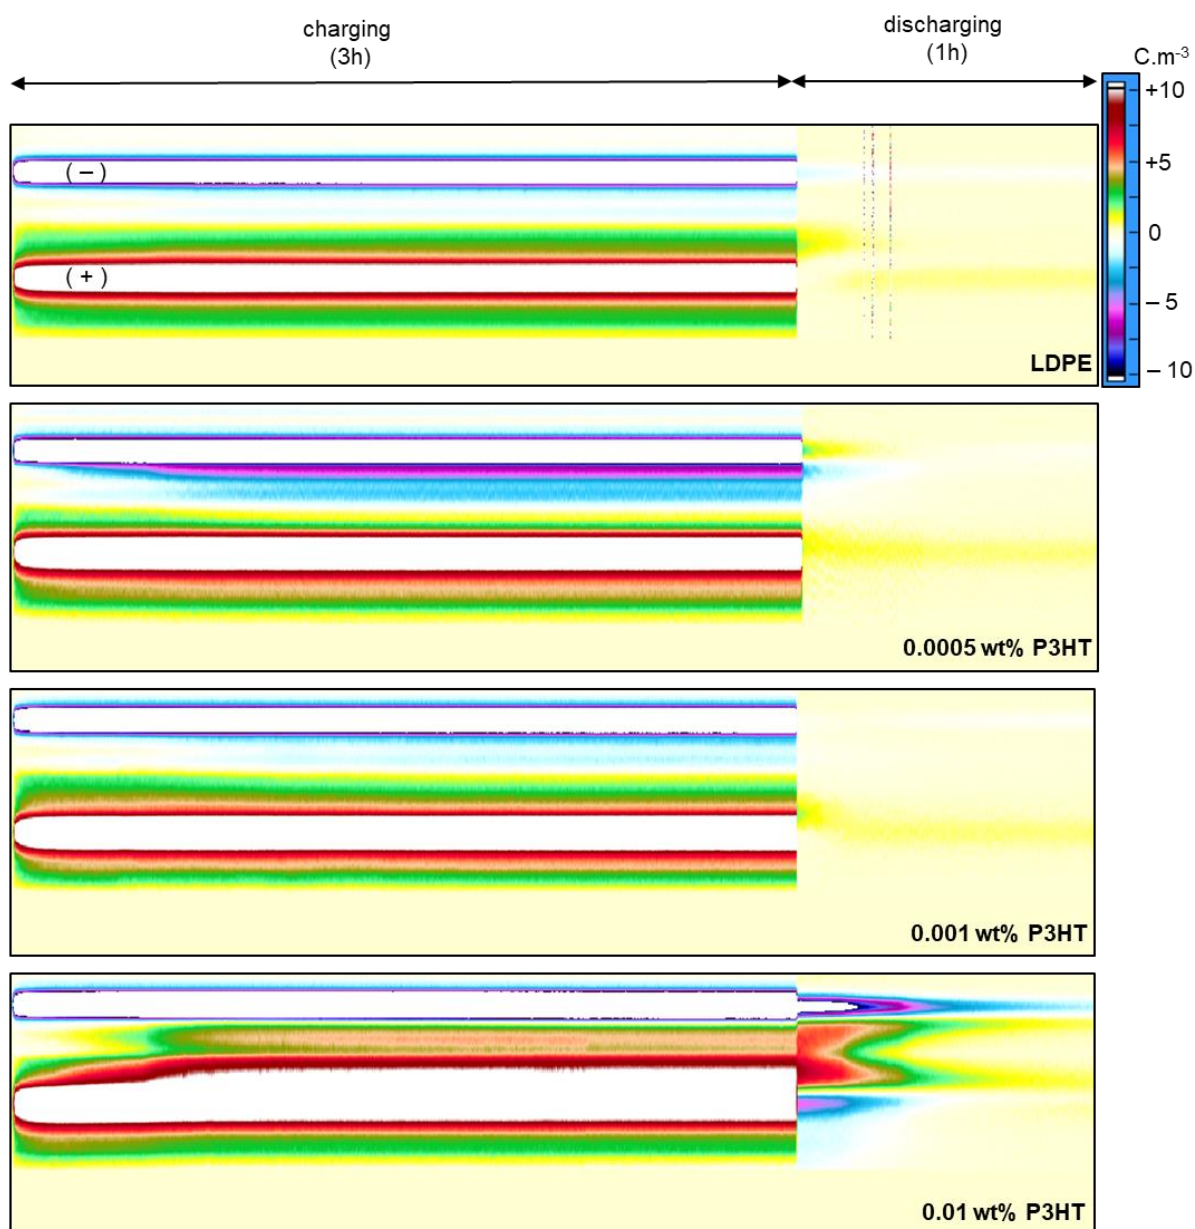 charging
(3h)
discharging
(1h)
C.m-3
+10
+5
0
– 5
– 10
( – )
( + )
LDPE
0.0005 wt% P3HT
0.001 wt% P3HT
0.01 wt% P3HT